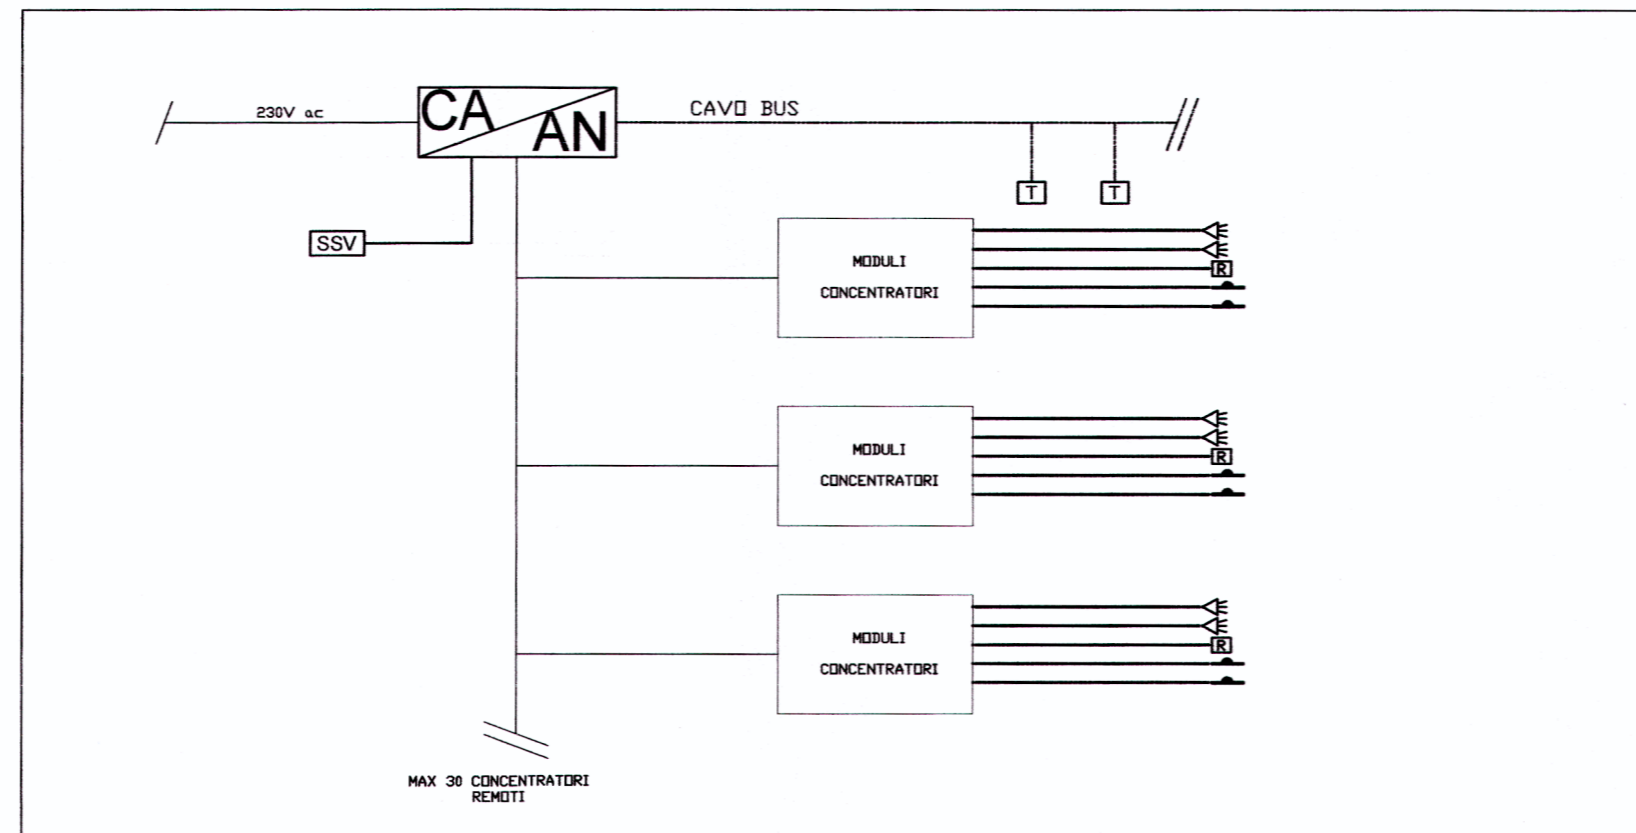 230V ac
CA
AN
CAVO BUS
T
T
SSV
MODULI
CONCENTRATORI
R
MODULI
CONCENTRATORI
R
MODULI
CONCENTRATORI
R
MAX 30 CONCENTRATORI
REMOTI